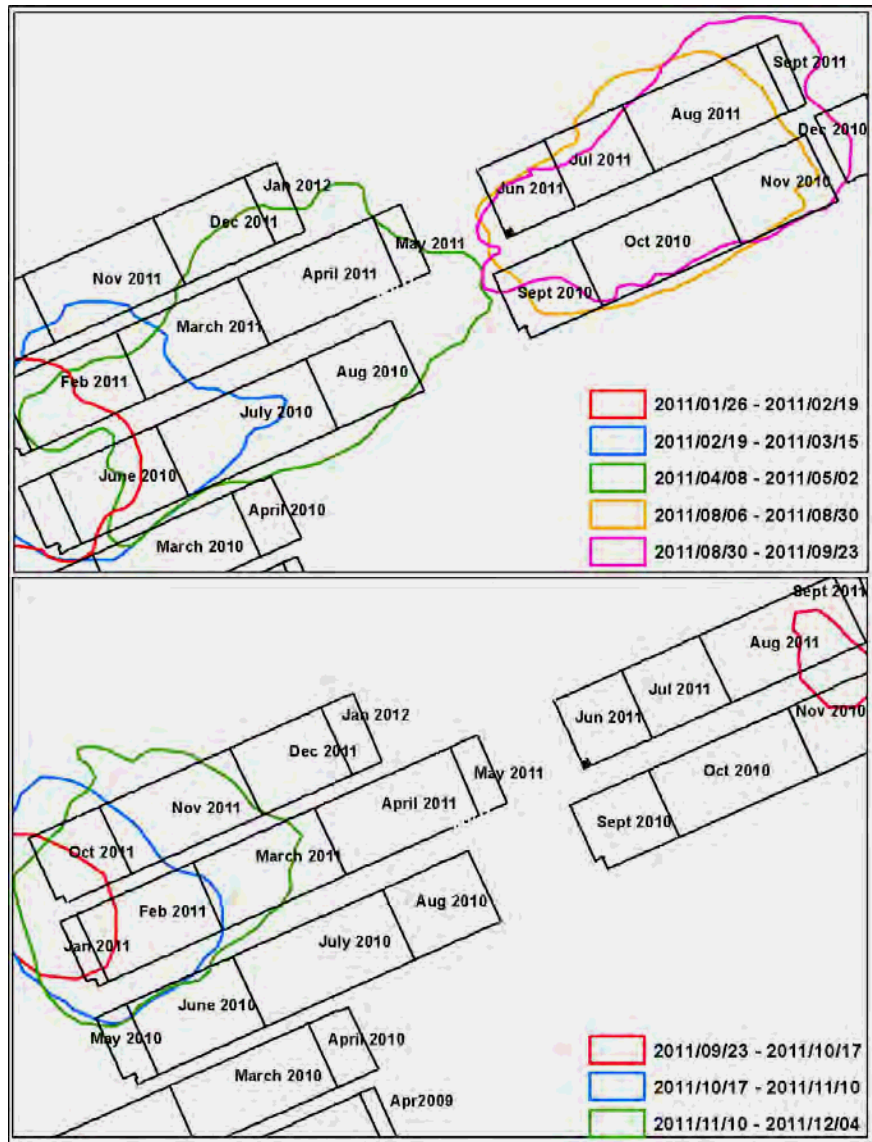 Sept 2011
Aug 2011
Dec 2010
Jul 2011
Jun 2011
Nov 2010
Jan 2012
Dec 2011
May 2011
Oct 2010
Nov 2011
April 2011
Sept 2010
March 2011
Feb 2011
Aug 2010
July 2010
June 2010
April 2010
March 2010
2011/01/26 - 2011/02/19
2011/02/19 - 2011/03/15
2011/04/08 - 2011/05/02
2011/08/06 - 2011/08/30
2011/08/30 - 2011/09/23
Sept 2011
Aug 2011
Jul 2011
Jun 2011
Nov 2010
Jan 2012
Dec 2011
Oct 2010
May 2011
Nov 2011
April 2011
Sept 2010
Oct 2011
March 2011
Feb 2011
Aug 2010
Jan 2011
July 2010
June 2010
May 2010
April 2010
March 2010
Apr2009
2011/09/23 - 2011/10/17
2011/10/17 - 2011/11/10
2011/11/10 - 2011/12/04